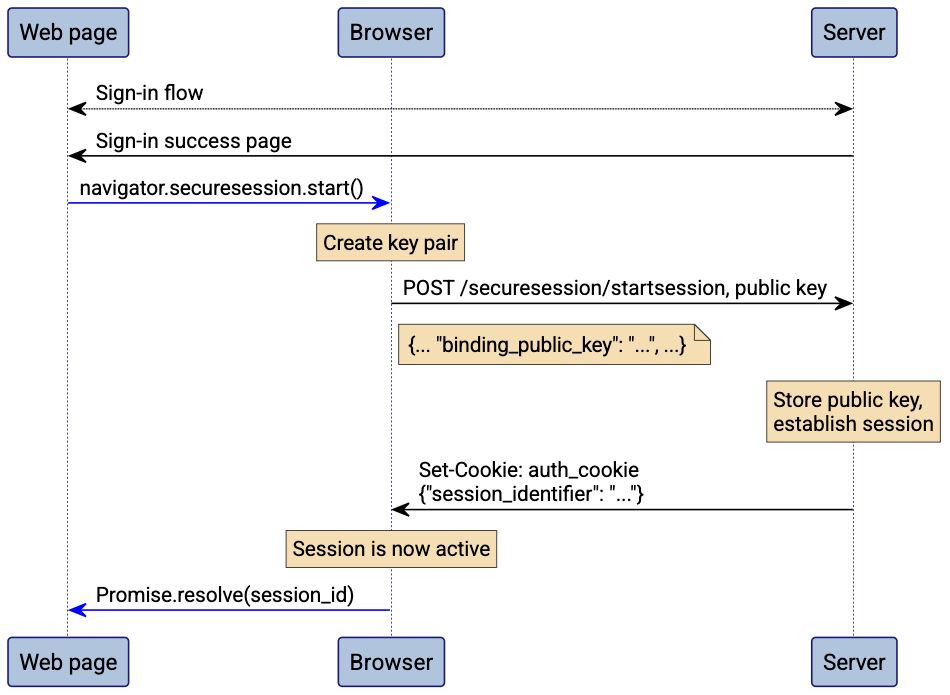 Web page
Browser
Server
Sign-in flow
Sign-in success page
navigator.securesession.start()
Create key pair
POST /securesession/startsession, public key
{... "binding_public_key": "...", ...}
Store public key,
establish session
Set-Cookie: auth_cookie
{"session_identifier": "..."}
Session is now active
Promise.resolve(session_id)
Web page
Browser
Server